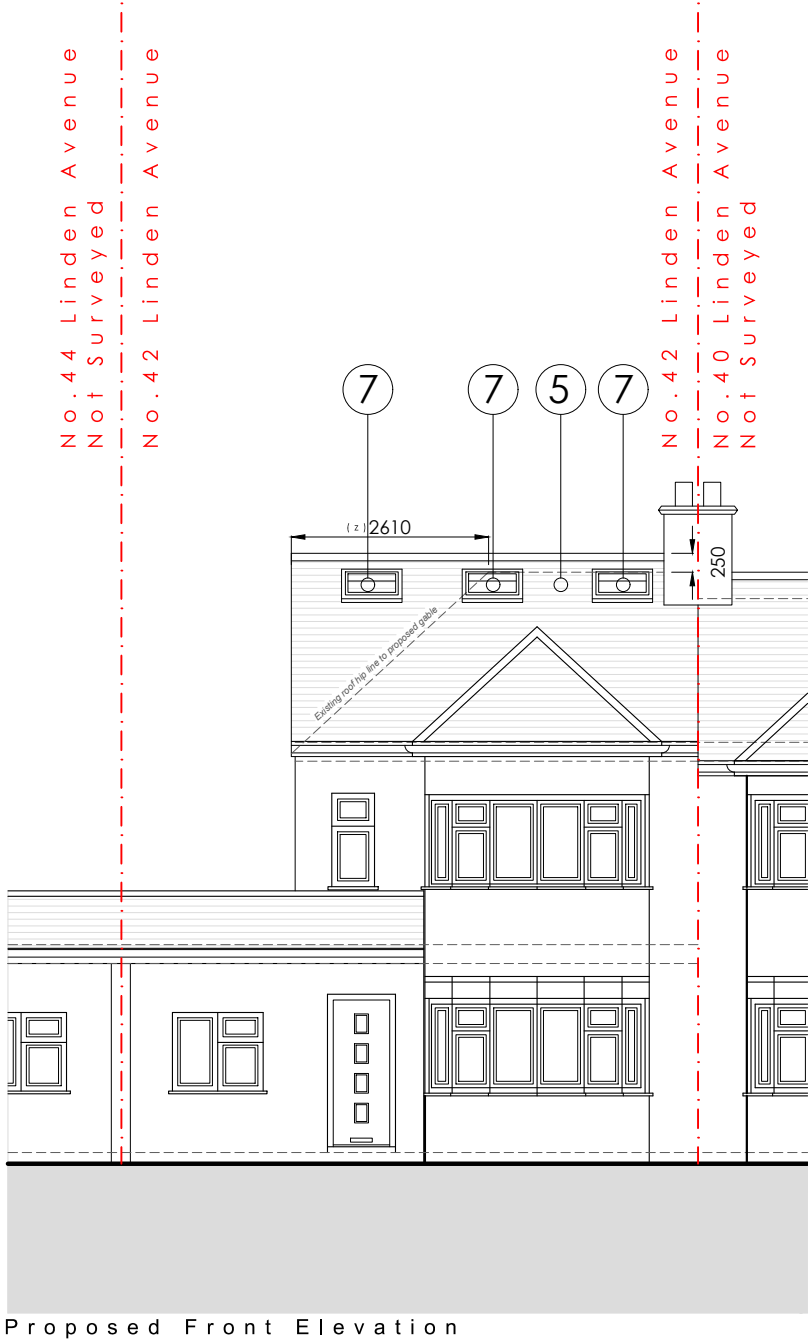 No.44 Linden Avenue
Not Surveyed
No.42 Linden Avenue
No.42 Linden Avenue
No.40 Linden Avenue
Not Surveyed
7
7
5
7
(z) 2610
250
Existing roof hip line to proposed gable
Proposed Front Elevation